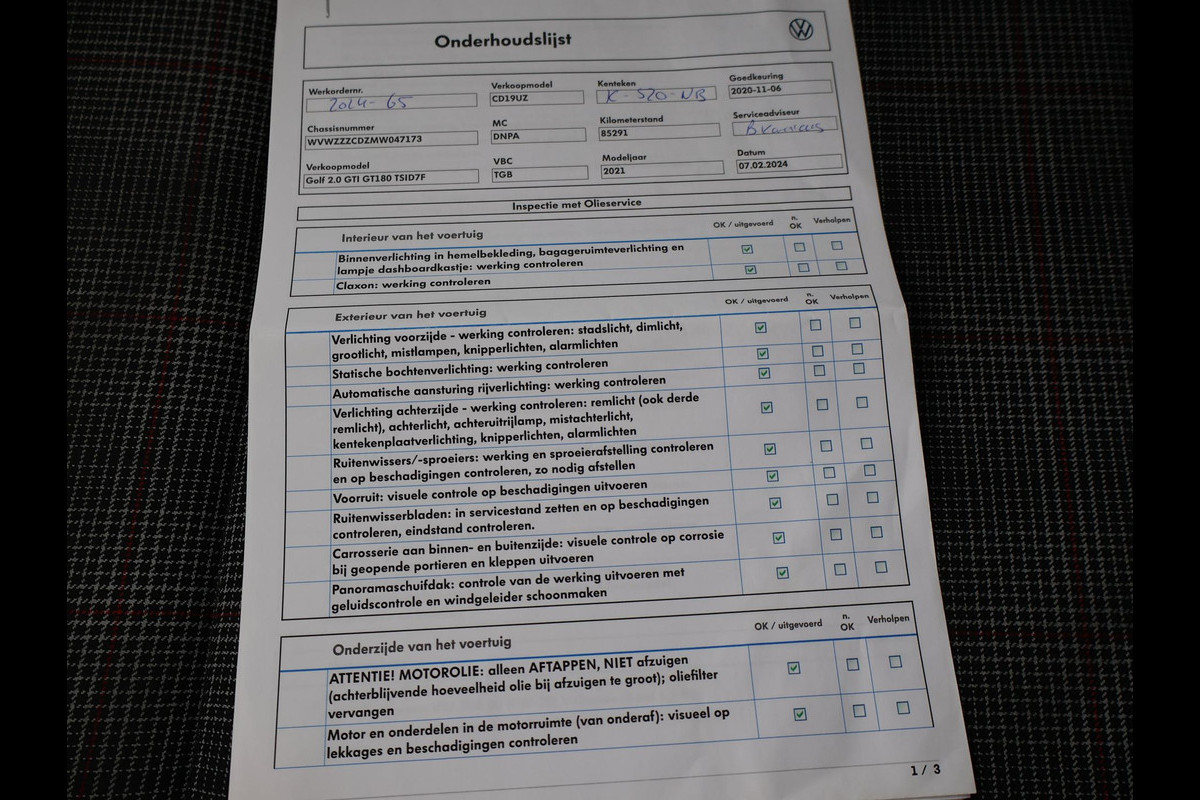 Onderhoudslijst
Werkordernr.
2024-65
Verkoopmodel
CD19UZ
Kenteken
K-520-NB
Goedkeuring
2020-11-06
Chassisnummer
WVWZZZCDZMW047173
MC
DNPA
Kilometerstand
85291
Serviceadviseur
Verkoopmodel
Golf 2.0 GTI GT180 TSID7F
VBC
TGB
Modeljaar
2021
Datum
07.02.2024
Inspectie met Olieservice
Interieur van het voertuig OK / uitgevoerd n. OK Verholpen
Binnenverlichting in hemelbekleding, bagageruimteverlichting en
lampje dashboardkastje: werking controleren
Claxon: werking controleren
Exterieur van het voertuig OK / uitgevoerd n. OK Verholpen
Verlichting voorzijde - werking controleren: stadslicht, dimlicht,
grootlicht, mistlampen, knipperlichten, alarmlichten
Statische bochtenverlichting: werking controleren
Automatische aansturing rijverlichting: werking controleren
Verlichting achterzijde - werking controleren: remlicht (ook derde
remlicht), achterlicht, achteruitrijlamp, mistachterlicht,
kentekenplaatverlichting, knipperlichten, alarmlichten
Ruitenwissers/-sproeiers: werking en sproeierafstelling controleren
en op beschadigingen controleren, zo nodig afstellen
Voorruit: visuele controle op beschadigingen uitvoeren
Ruitenwisserbladen: in servicestand zetten en op beschadigingen
controleren, eindstand controleren.
Carrosserie aan binnen- en buitenzijde: visuele controle op corrosie
bij geopende portieren en kleppen uitvoeren
Panoramaschuifdak: controle van de werking uitvoeren met
geluidscontrole en windgeleider schoonmaken
Onderzijde van het voertuig OK / uitgevoerd n. OK Verholpen
ATTENTIE! MOTOROLIE: alleen AFTAPPEN, NIET afzuigen
(achterblijvende hoeveelheid olie bij afzuigen te groot); oliefilter
vervangen
Motor en onderdelen in de motorruimte (van onderaf): visueel op
lekkages en beschadigingen controleren
1 / 3